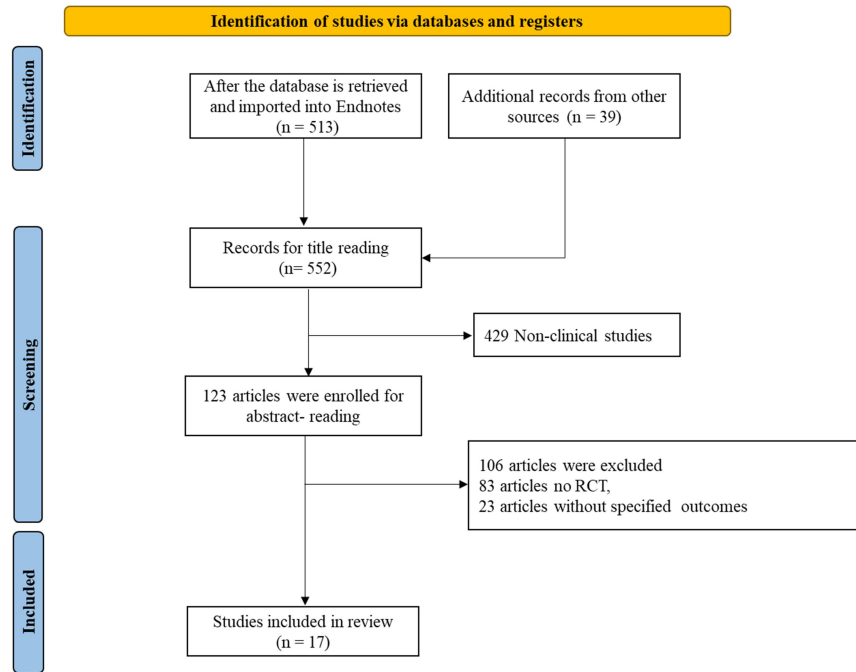 Identification of studies via databases and registers
Identification
After the database is retrieved
and imported into Endnotes
(n = 513)
Additional records from other
sources (n = 39)
Screening
Records for title reading
(n= 552)
429 Non-clinical studies
123 articles were enrolled for
abstract- reading
106 articles were excluded
83 articles no RCT,
23 articles without specified outcomes
Included
Studies included in review
(n = 17)